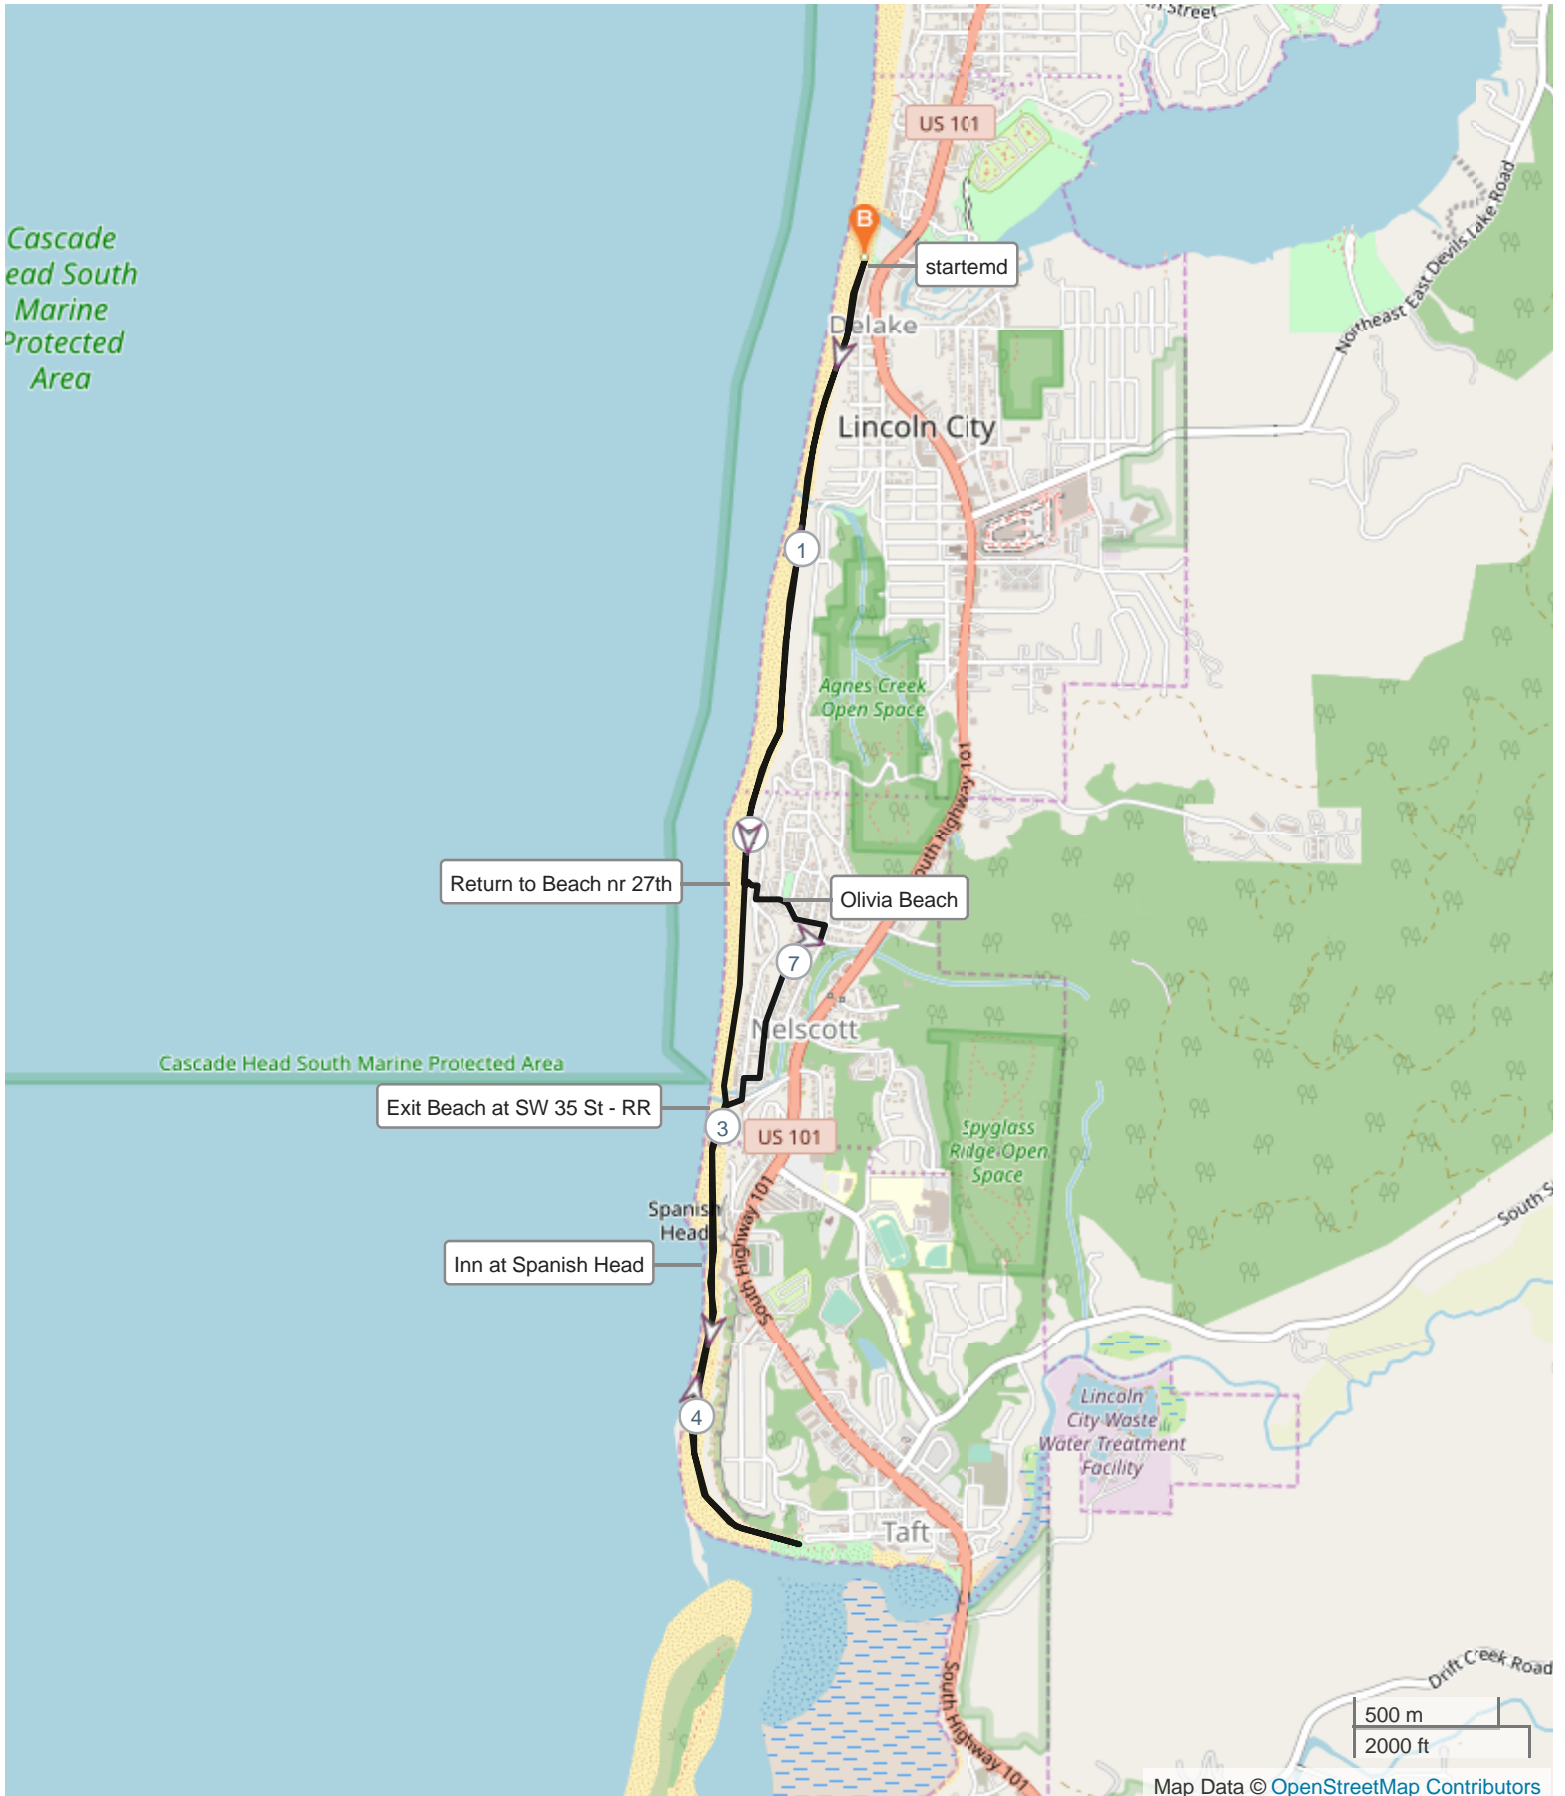 Street
US 101
Cascade
ead South
Marine
Protected
Area
startemd
Northeast East Devils Lake Road
Delake
Lincoln City
1
Agnes Creek
Open Space
South Highway 101
Return to Beach nr 27th
Olivia Beach
7
Nelscott
Cascade Head South Marine Protected Area
Exit Beach at SW 35 St - RR
3
US 101
Spyglass
Ridge Open
Space
South S
Spanish
Head
South Highway 101
Inn at Spanish Head
4
Lincoln
City Waste
Water Treatment
Facility
Taft
South Highway 101
Drift Creek Road
500 m
2000 ft
Map Data © OpenStreetMap Contributors
B